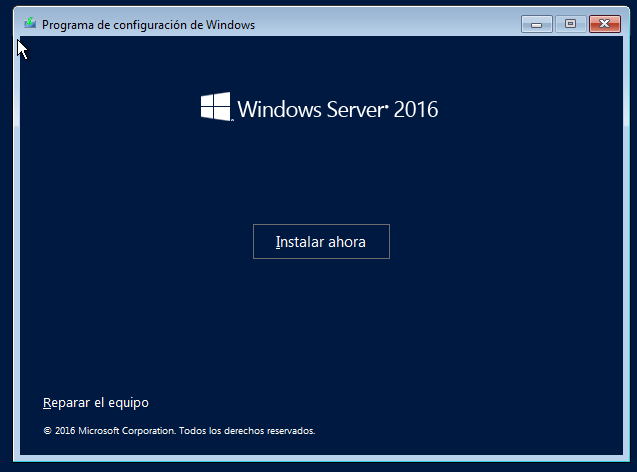 Programa de configuración de Windows
Windows Server® 2016
Instalar ahora
Reparar el equipo
© 2016 Microsoft Corporation. Todos los derechos reservados.